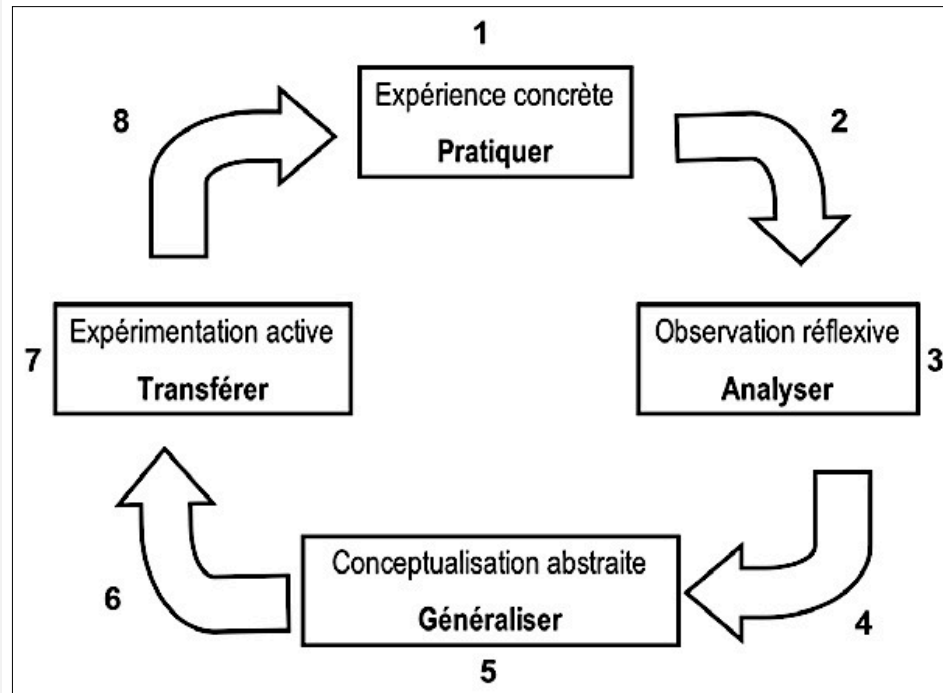 1
Expérience concrète
Pratiquer
2
Observation réflexive
Analyser
3
4
Conceptualisation abstraite
Généraliser
5
6
Expérimentation active
Transférer
7
8